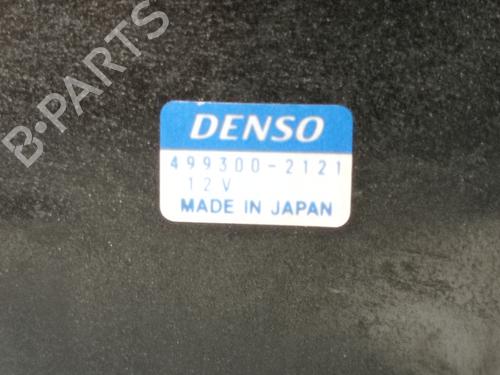 B-PARTS
DENSO
499300-2121
12V
MADE IN JAPAN